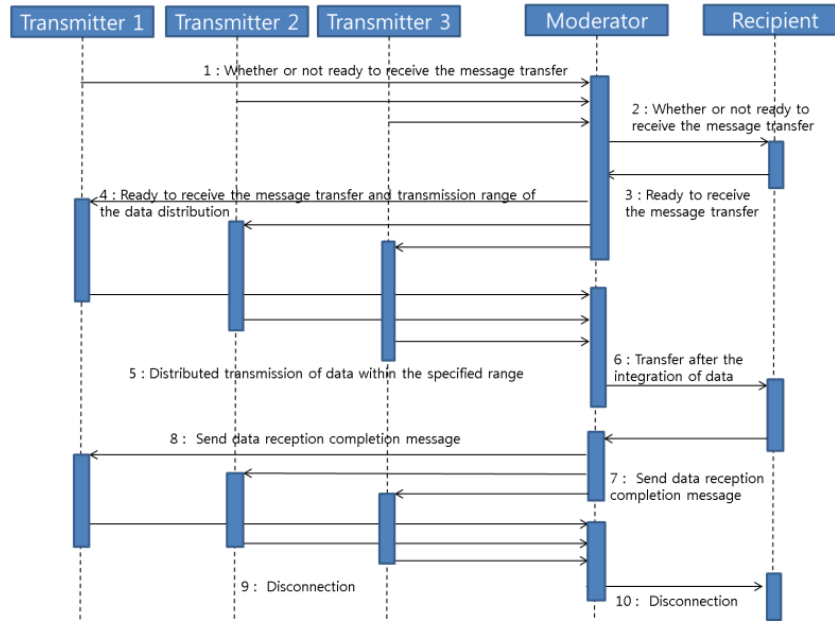 Transmitter 1
Transmitter 2
Transmitter 3
Moderator
Recipient
1 : Whether or not ready to receive the message transfer
2 : Whether or not ready to
receive the message transfer
3 : Ready to receive
the message transfer
4 : Ready to receive the message transfer and transmission range of
the data distribution
5 : Distributed transmission of data within the specified range
6 : Transfer after the
integration of data
7 : Send data reception
completion message
8 : Send data reception completion message
9 : Disconnection
10 : Disconnection